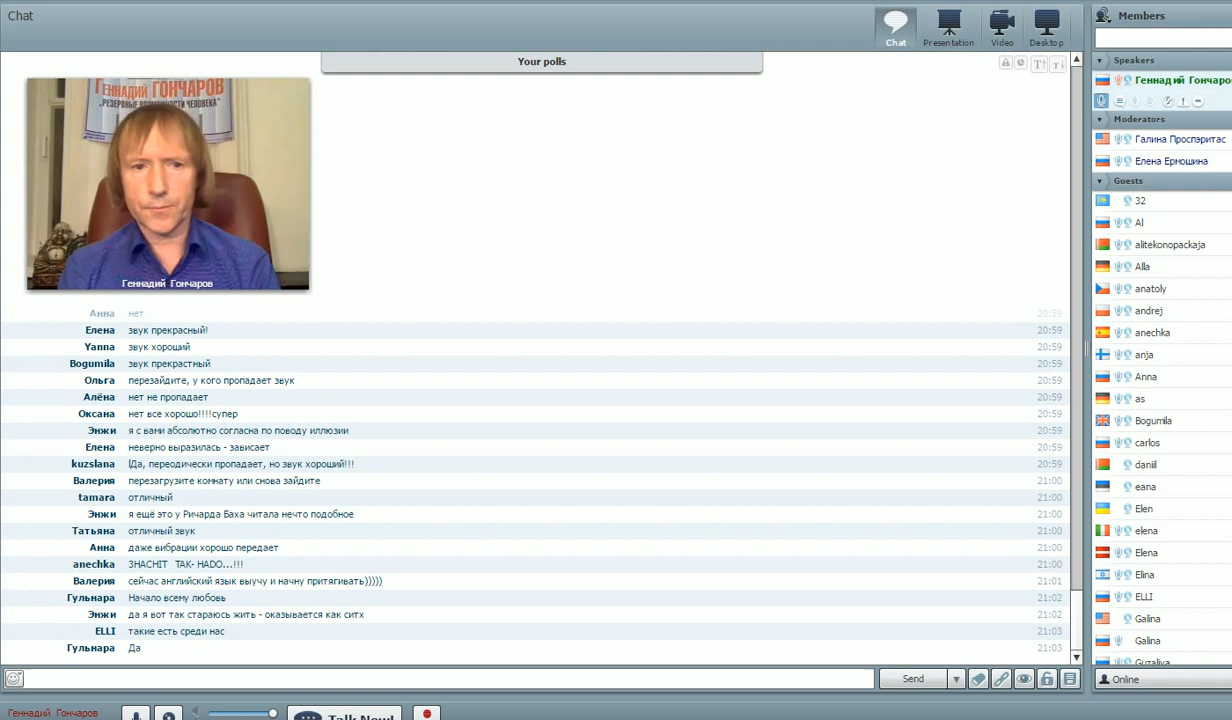 Chat
Chat
Presentation
Video
Desktop
Your polls
ГЕННАДИЙ ГОНЧАРОВ
"РЕЗЕРВНЫЕ ВОЗМОЖНОСТИ ЧЕЛОВЕКА"
Геннадий Гончаров
Анна нет 20:59
Елена звук прекрасный! 20:59
Yanna звук хороший 20:59
Bogumila звук прекрастный 20:59
Ольга перезайдите, у кого пропадает звук 20:59
Алёна нет не пропадает 20:59
Оксана нет все хорошо!!!!супер 20:59
Энжи я с вами абсолютно согласна по поводу иллюзии 20:59
Елена неверно выразилась - зависает 20:59
kuzslana lДа, переодически пропадает, но звук хороший!!! 20:59
Валерия перезагрузите комнату или снова зайдите 21:00
tamara отличный 21:00
Энжи я ещё это у Ричарда Баха читала нечто подобное 21:00
Татьяна отличный звук 21:00
Анна даже вибрации хорошо передает 21:00
anechka ЗНАСНIT TAK- HADO...!!! 21:00
Валерия сейчас английский язык выучу и начну притягивать))))) 21:01
Гульнара Начало всему любовь 21:02
Энжи да я вот так стараюсь жить - оказывается как ситх 21:02
ELLI такие есть среди нас 21:03
Гульнара Да 21:03
Send
Геннадий Гончаров
Talk Now!
Members
Speakers
Геннадий Гончаро
Moderators
Галина Проспэритас
Елена Ермошина
Guests
32
Al
alitekonopackaja
Alla
anatoly
andrej
anechka
anja
Anna
as
Bogumila
carlos
daniil
eana
Elen
elena
Elena
Elina
ELLI
Galina
Galina
Guzaliya
Online